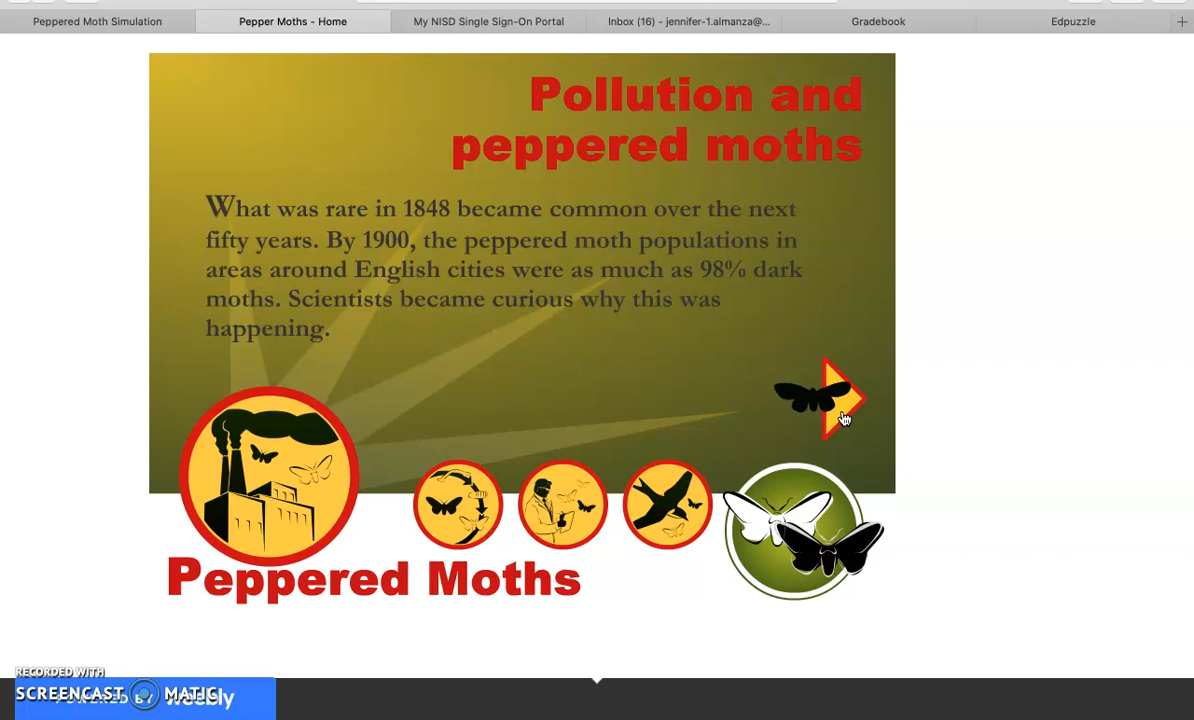 Peppered Moth Simulation
Pepper Moths - Home
My NISD Single Sign-On Portal
Inbox (16) - jennifer-1.almanza@...
Gradebook
Edpuzzle
Pollution and
peppered moths
What was rare in 1848 became common over the next
fifty years. By 1900, the peppered moth populations in
areas around English cities were as much as 98% dark
moths. Scientists became curious why this was
happening.
Peppered Moths
RECORDED WITH
SCREENCAST MATIC
POWERED BY weebly